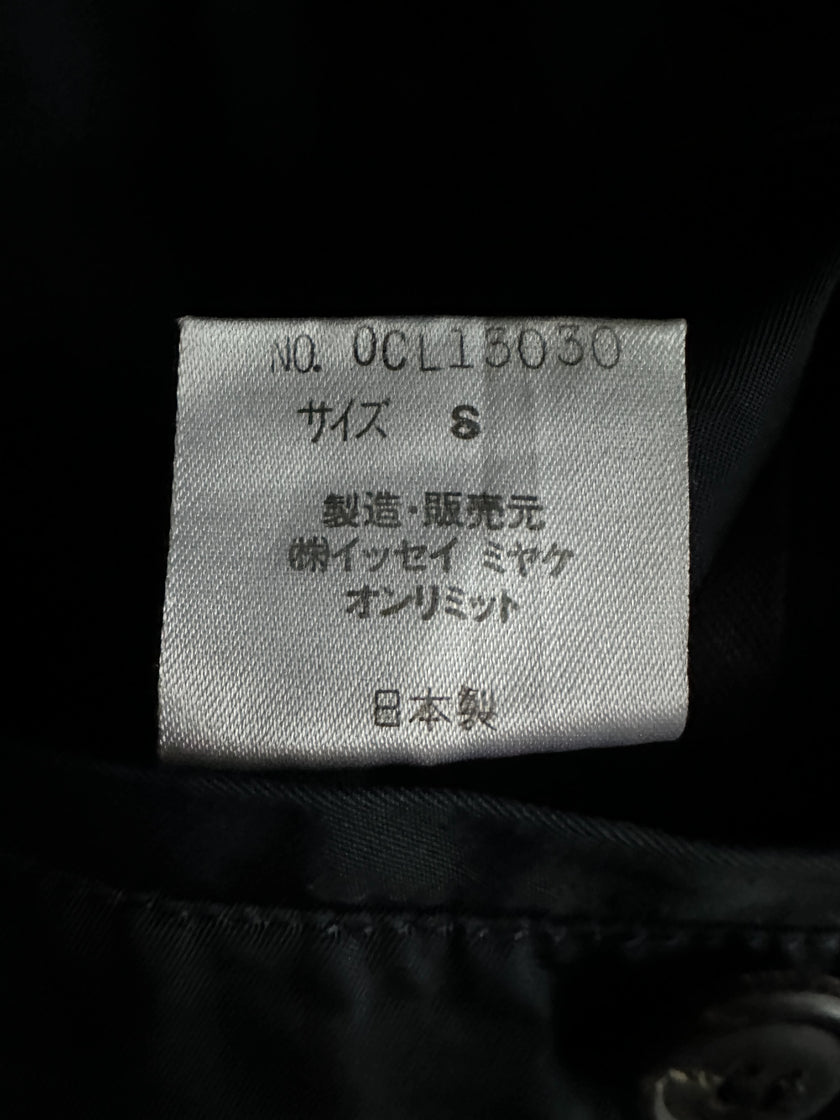 NO. OCL13030
サイズ S
製造・販売元
㈱イッセイ ミヤケ
オンリミット
日本製